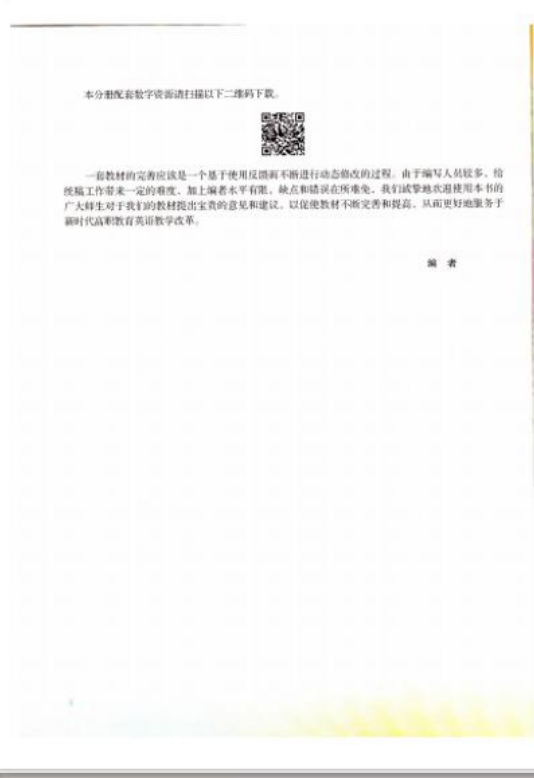 本分册配套数字资源请扫描以下二维码下载。
一套教材的完善应该是一个基于使用反馈而不断进行动态修改的过程。由于编写人员较多，给
统稿工作带来一定的难度，加上编者水平有限，缺点和错误在所难免，我们诚挚地欢迎使用本书的
广大师生对于我们的教材提出宝贵的意见和建议，以促使教材不断完善和提高，从而更好地服务于
新时代高职教育英语教学改革。
编 者